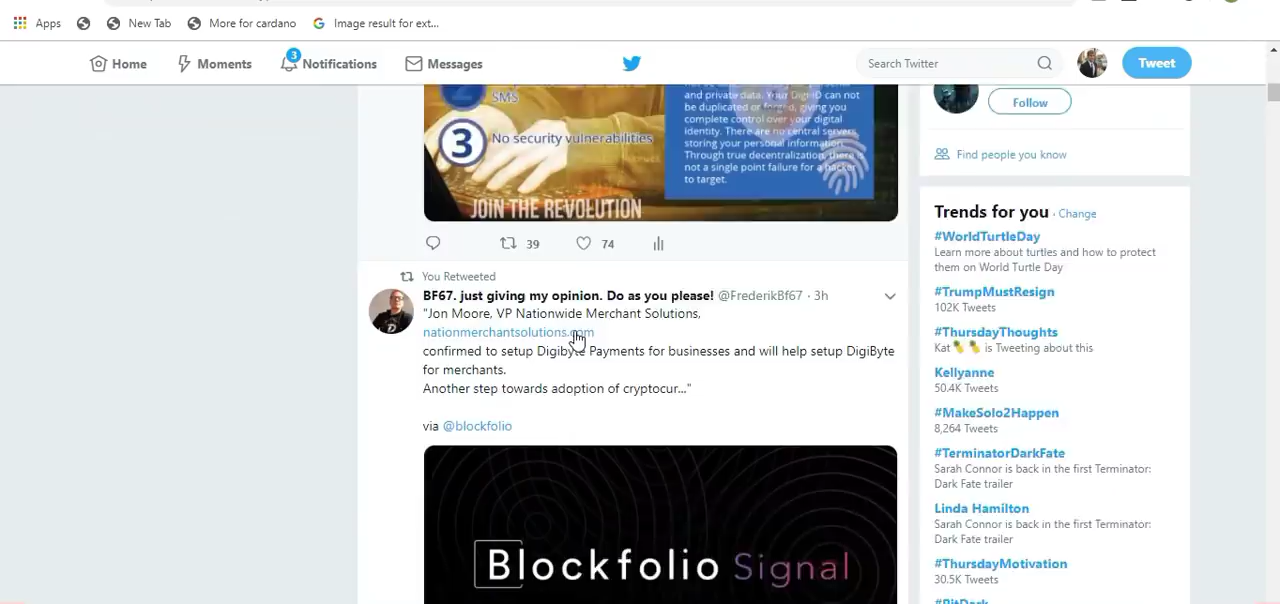 Apps
New Tab
More for cardano
Image result for ext...
Home
Moments
3
Notifications
Messages
Search Twitter
Tweet
SMS
3
No security vulnerabilities
JOIN THE REVOLUTION
and private data. Your Digi-ID can
not be duplicated or forged, giving you
complete control over your digital
identity. There are no central servers
storing your personal information.
Through true decentralization, there is
not a single point failure for a hacker
to target.
39
74
You Retweeted
BF67. just giving my opinion. Do as you please! @FrederikBf67 · 3h
"Jon Moore, VP Nationwide Merchant Solutions,
nationmerchantsolutions.com
confirmed to setup Digibyte Payments for businesses and will help setup DigiByte
for merchants.
Another step towards adoption of cryptocur..."
via @blockfolio
Blockfolio Signal
Follow
Find people you know
Trends for you · Change
#WorldTurtleDay
Learn more about turtles and how to protect
them on World Turtle Day
#TrumpMustResign
102K Tweets
#ThursdayThoughts
Kat🍍🍍 is Tweeting about this
Kellyanne
50.4K Tweets
#MakeSolo2Happen
8,264 Tweets
#TerminatorDarkFate
Sarah Connor is back in the first Terminator:
Dark Fate trailer
Linda Hamilton
Sarah Connor is back in the first Terminator:
Dark Fate trailer
#ThursdayMotivation
30.5K Tweets